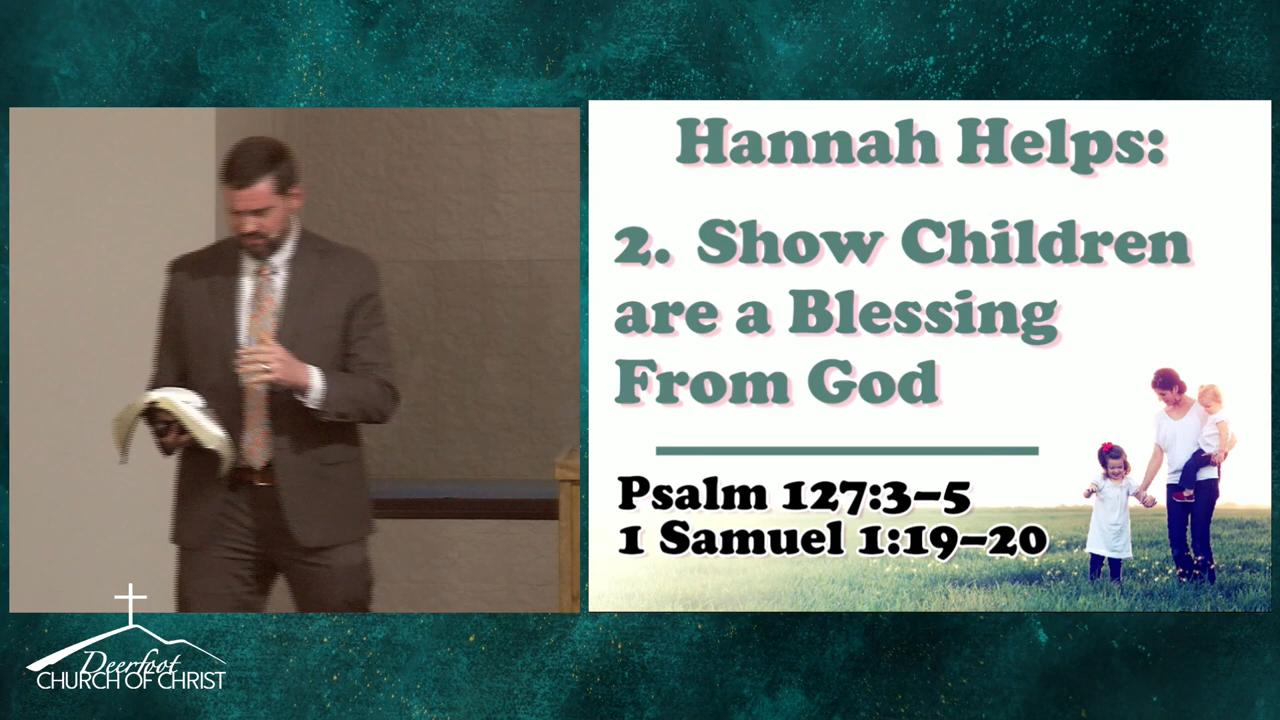 Hannah Helps:
2. Show Children
are a Blessing
From God
Psalm 127:3–5
1 Samuel 1:19–20
Deerfoot
CHURCH OF CHRIST